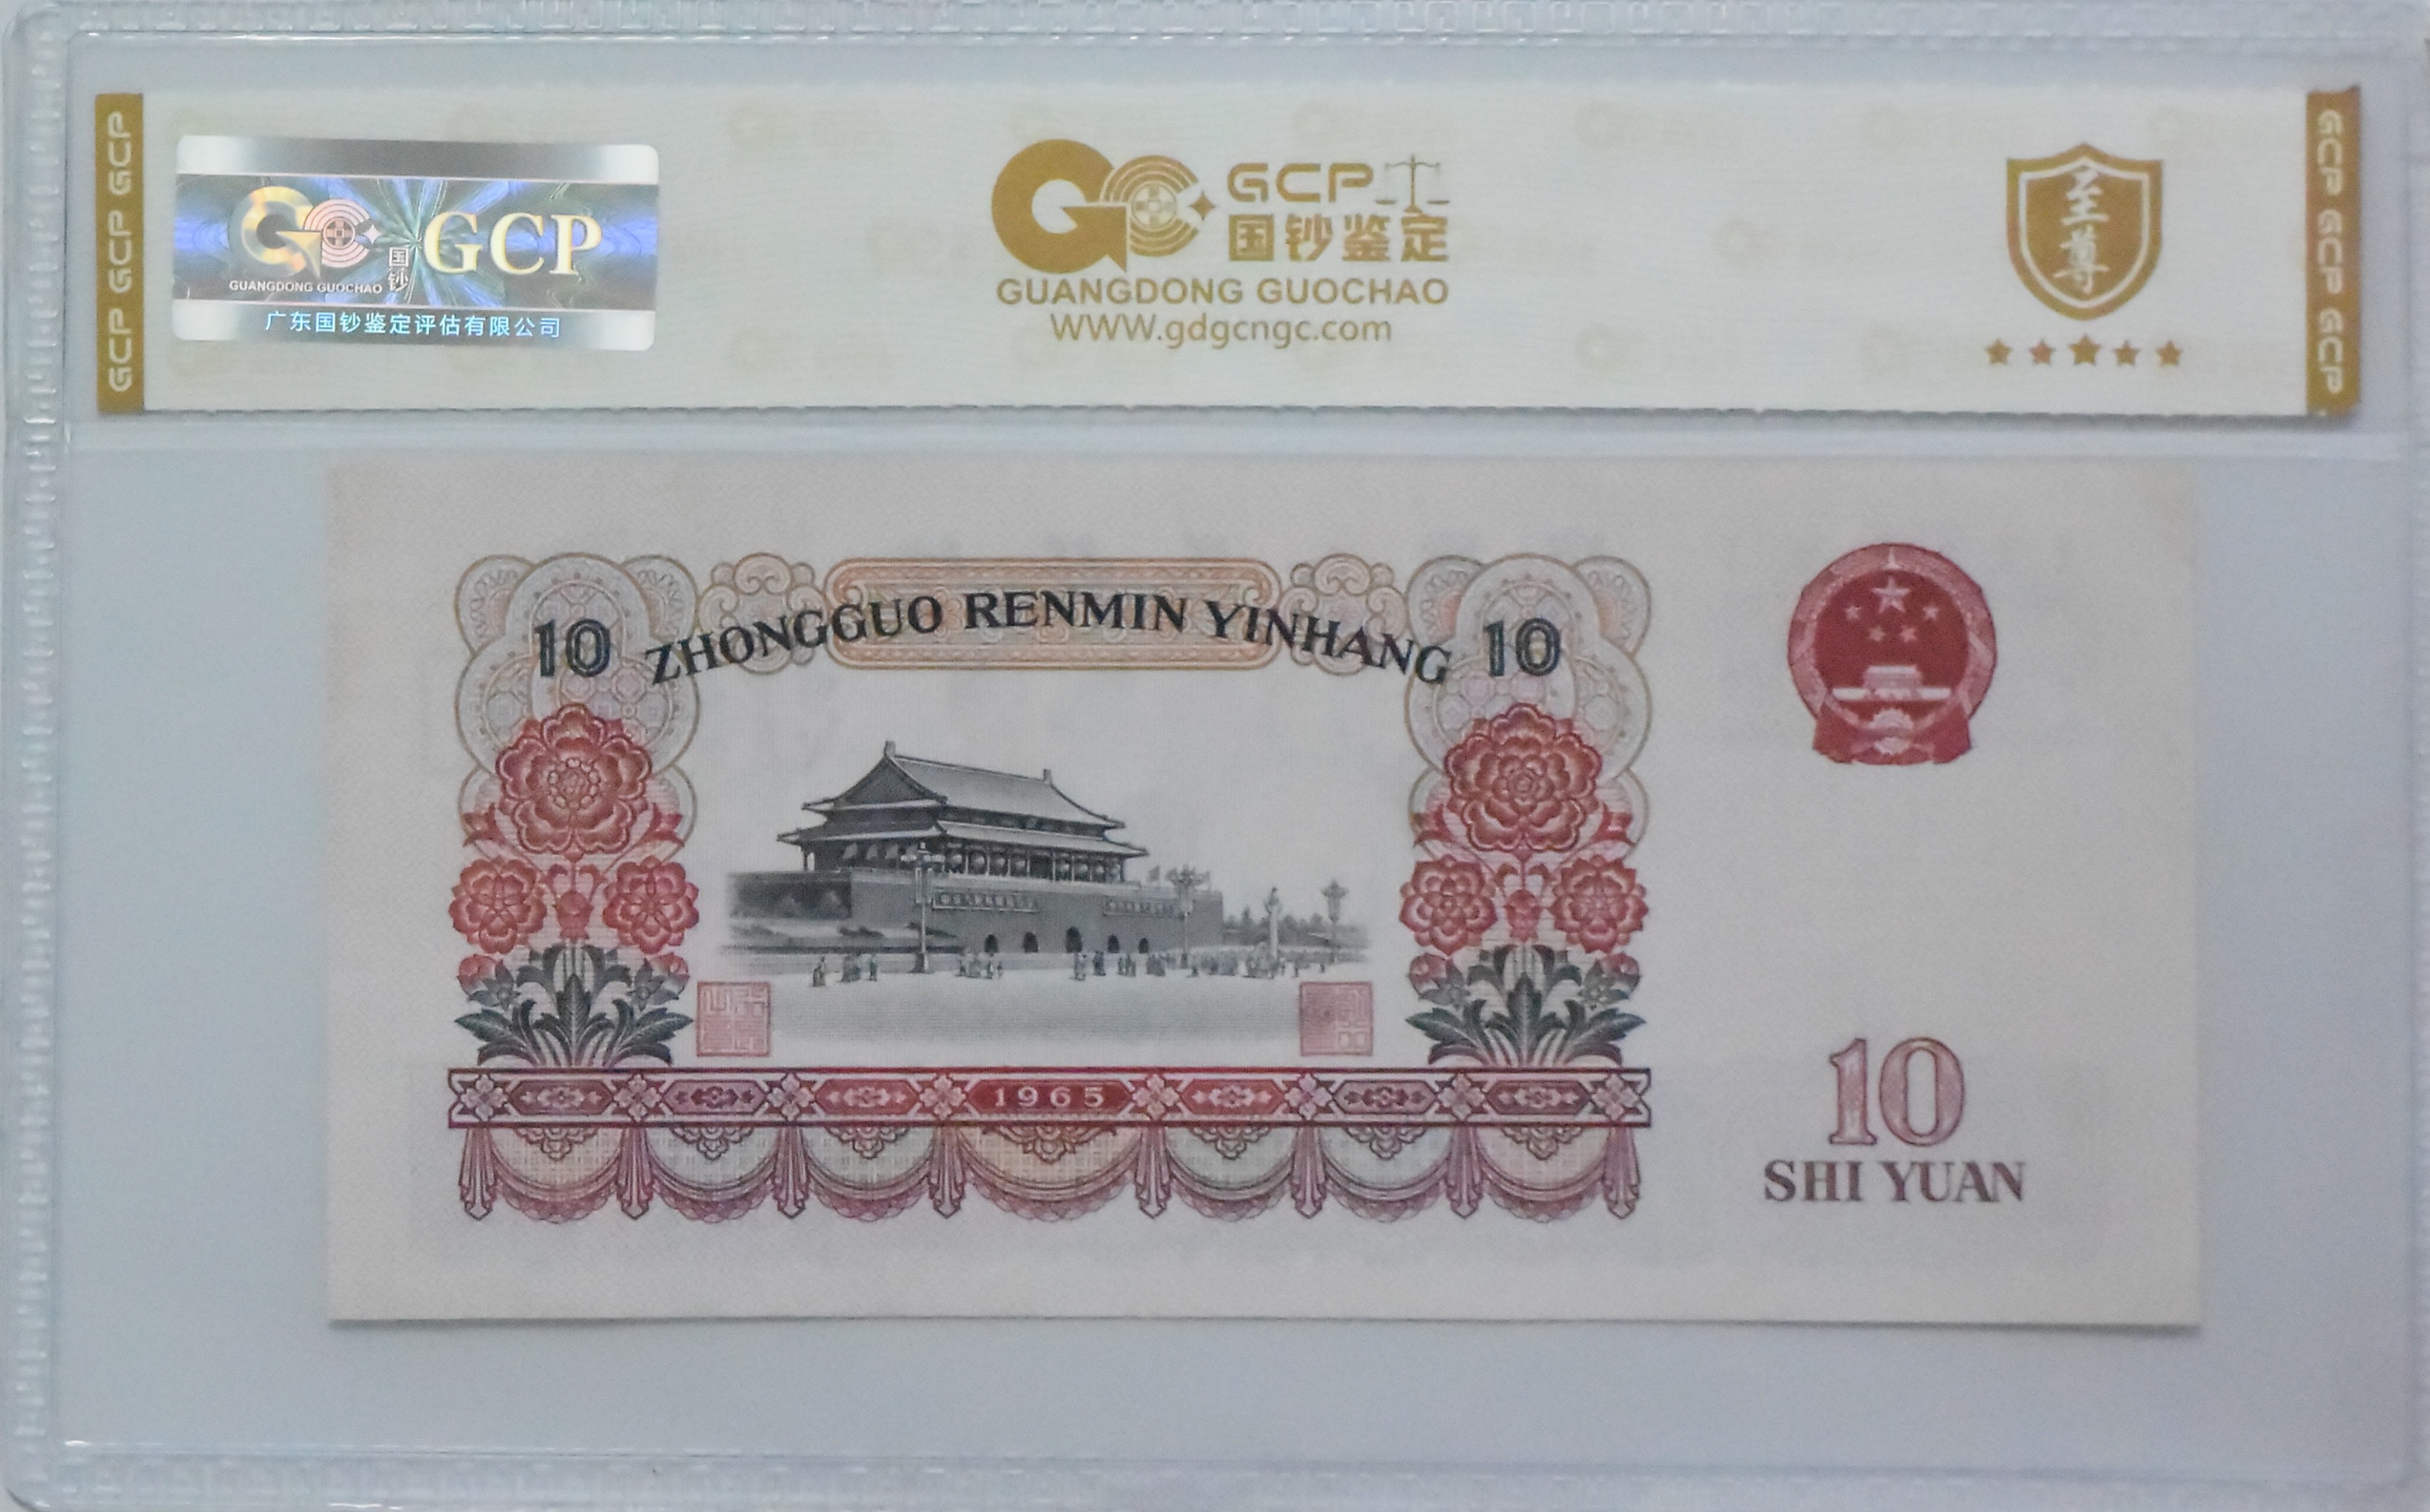 GCP GCP GCP
GCP
国钞
GUANGDONG GUOCHAO
广东国钞鉴定评估有限公司
GCP
国钞鉴定
GUANGDONG GUOCHAO
WWW.gdgcngc.com
至尊
GCP GCP GCP
10 ZHONGGUO RENMIN YINHANG 10
1965
10
SHI YUAN